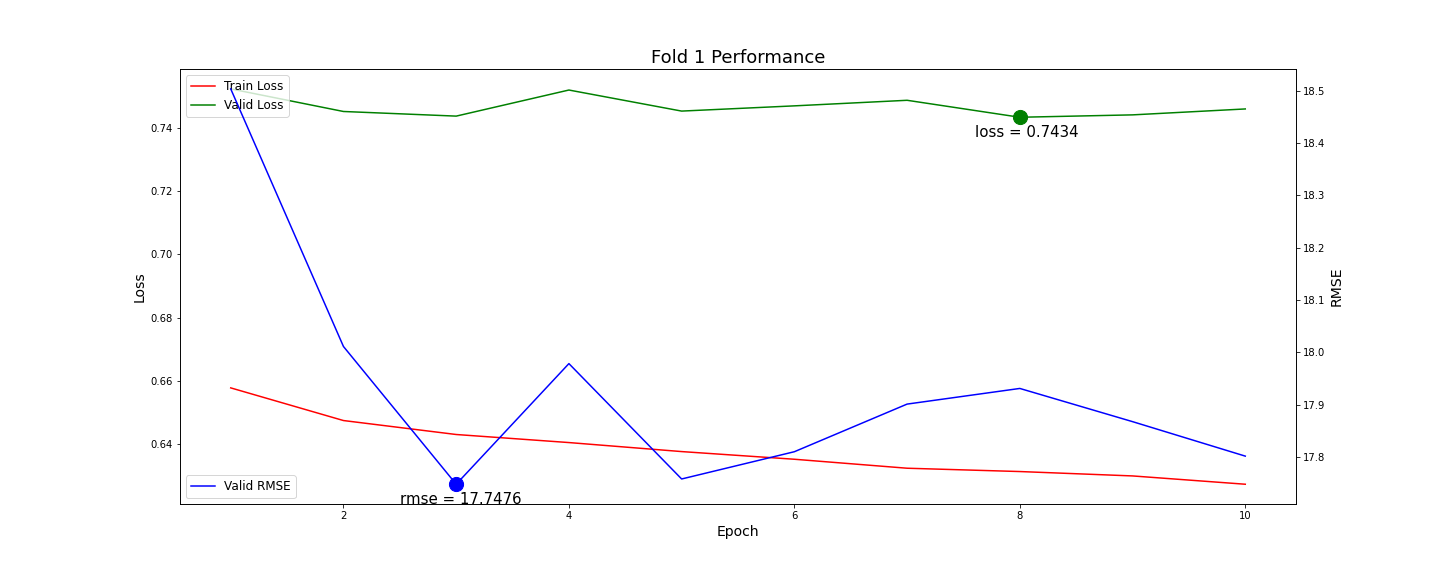 Fold 1 Performance
Train Loss
Valid Loss
Valid RMSE
loss = 0.7434
rmse = 17.7476
Loss
0.74
0.72
0.70
0.68
0.66
0.64
RMSE
18.5
18.4
18.3
18.2
18.1
18.0
17.9
17.8
2 4 6 8 10
Epoch